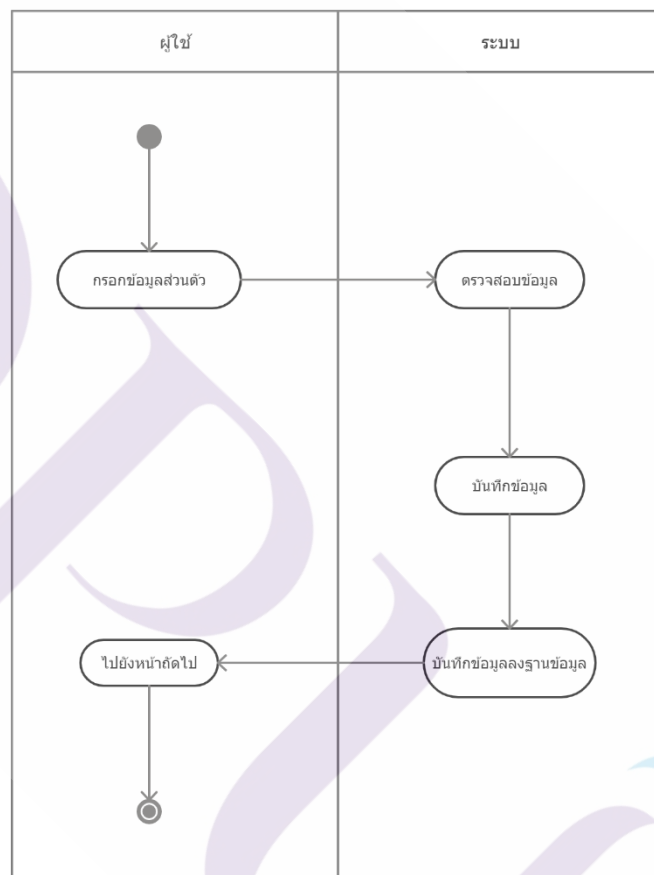 ผู้ใช้
ระบบ
กรอกข้อมูลส่วนตัว
ตรวจสอบข้อมูล
บันทึกข้อมูล
ไปยังหน้าถัดไป
บันทึกข้อมูลลงฐานข้อมูล